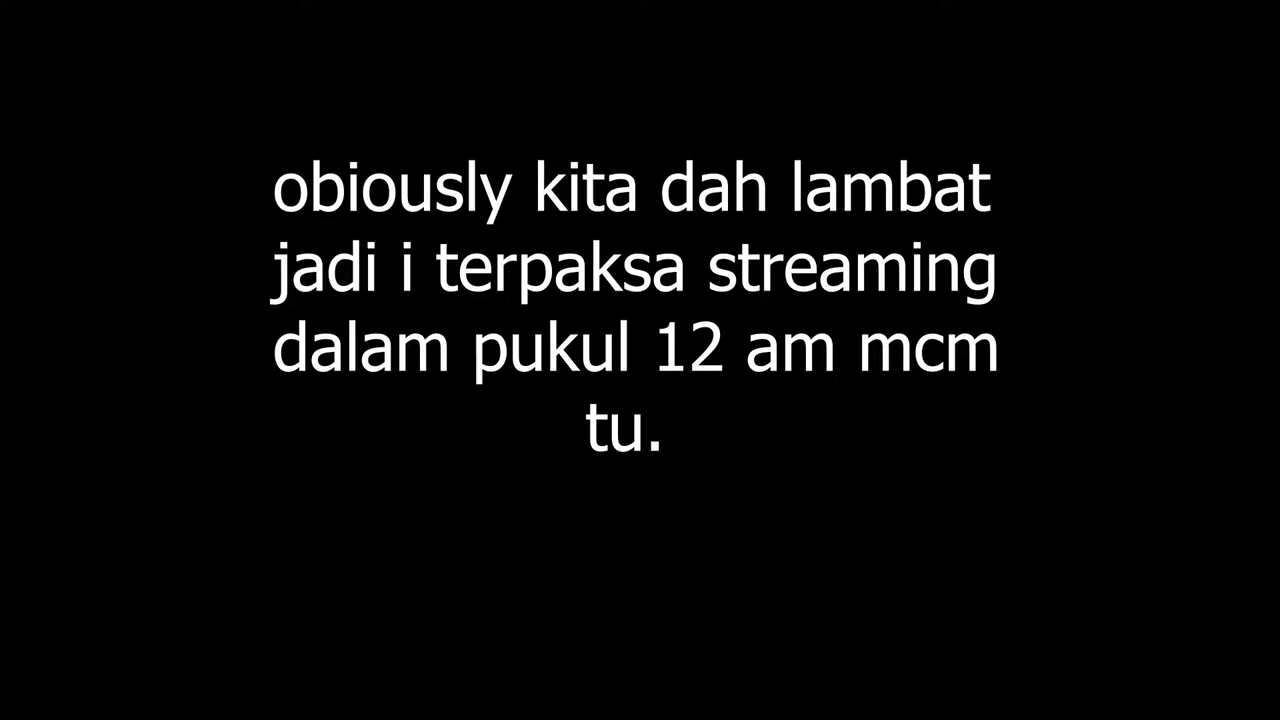 obiously kita dah lambat
jadi i terpaksa streaming
dalam pukul 12 am mcm
tu.